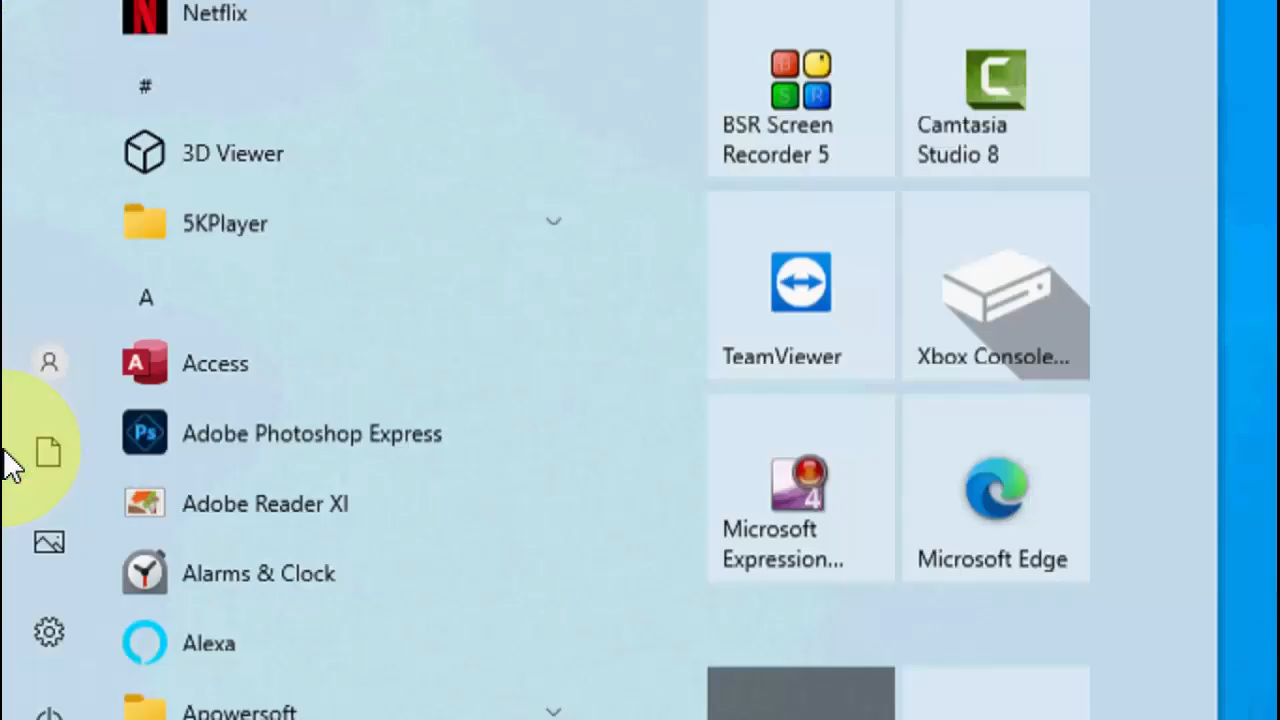 Netflix
#
3D Viewer
5KPlayer
A
Access
Adobe Photoshop Express
Adobe Reader XI
Alarms & Clock
Alexa
Apowersoft
BSR Screen
Recorder 5
Camtasia
Studio 8
TeamViewer
Xbox Console...
Microsoft
Expression...
Microsoft Edge